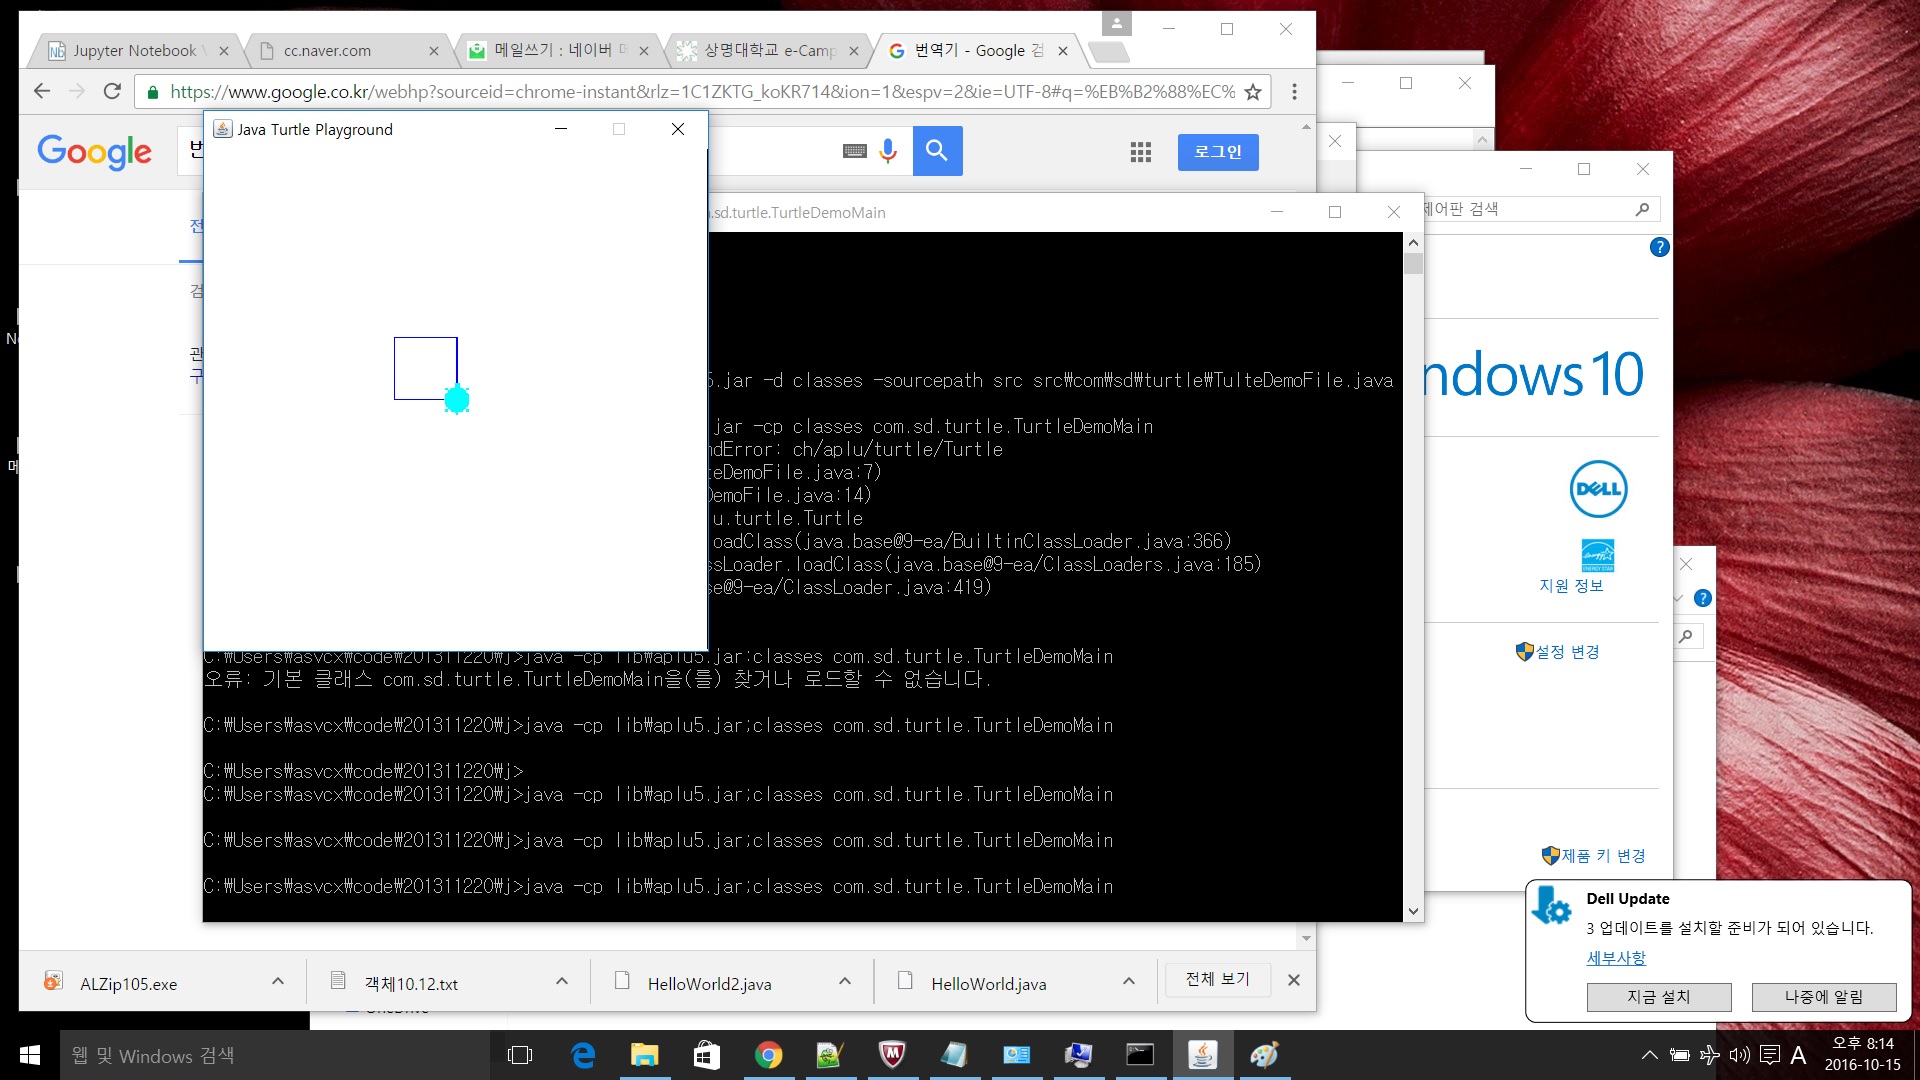 Jupyter Notebook
cc.naver.com
메일쓰기 : 네이버
상명대학교 e-Camp
번역기 - Google 검
https://www.google.co.kr/webhp?sourceid=chrome-instant&rlz=1C1ZKTG_koKR714&ion=1&espv=2&ie=UTF-8#q=%EB%B2%88%EC%
Java Turtle Playground
Google
로그인
.sd.turtle.TurtleDemoMain
제어판 검색
ndows 10
.jar -d classes -sourcepath src src₩com₩sd₩turtle₩TulteDemoFile.java
jar -cp classes com.sd.turtle.TurtleDemoMain
ndError: ch/aplu/turtle/Turtle
teDemoFile.java:7)
DemoFile.java:14)
u.turtle.Turtle
loadClass(java.base@9-ea/BuiltinClassLoader.java:366)
ssLoader.loadClass(java.base@9-ea/ClassLoaders.java:185)
se@9-ea/ClassLoader.java:419)
DELL
ENERGY STAR
지원 정보
설정 변경
C:₩Users₩asvcx₩code₩201311220₩j>java -cp lib₩aplu5.jar:classes com.sd.turtle.TurtleDemoMain
오류: 기본 클래스 com.sd.turtle.TurtleDemoMain을(를) 찾거나 로드할 수 없습니다.
C:₩Users₩asvcx₩code₩201311220₩j>java -cp lib₩aplu5.jar;classes com.sd.turtle.TurtleDemoMain
C:₩Users₩asvcx₩code₩201311220₩j>
C:₩Users₩asvcx₩code₩201311220₩j>java -cp lib₩aplu5.jar;classes com.sd.turtle.TurtleDemoMain
C:₩Users₩asvcx₩code₩201311220₩j>java -cp lib₩aplu5.jar;classes com.sd.turtle.TurtleDemoMain
C:₩Users₩asvcx₩code₩201311220₩j>java -cp lib₩aplu5.jar;classes com.sd.turtle.TurtleDemoMain
제품 키 변경
Dell Update
3 업데이트를 설치할 준비가 되어 있습니다.
세부사항
지금 설치
나중에 알림
ALZip105.exe
객체10.12.txt
HelloWorld2.java
HelloWorld.java
전체 보기
OneDrive
웹 및 Windows 검색
A
오후 8:14
2016-10-15